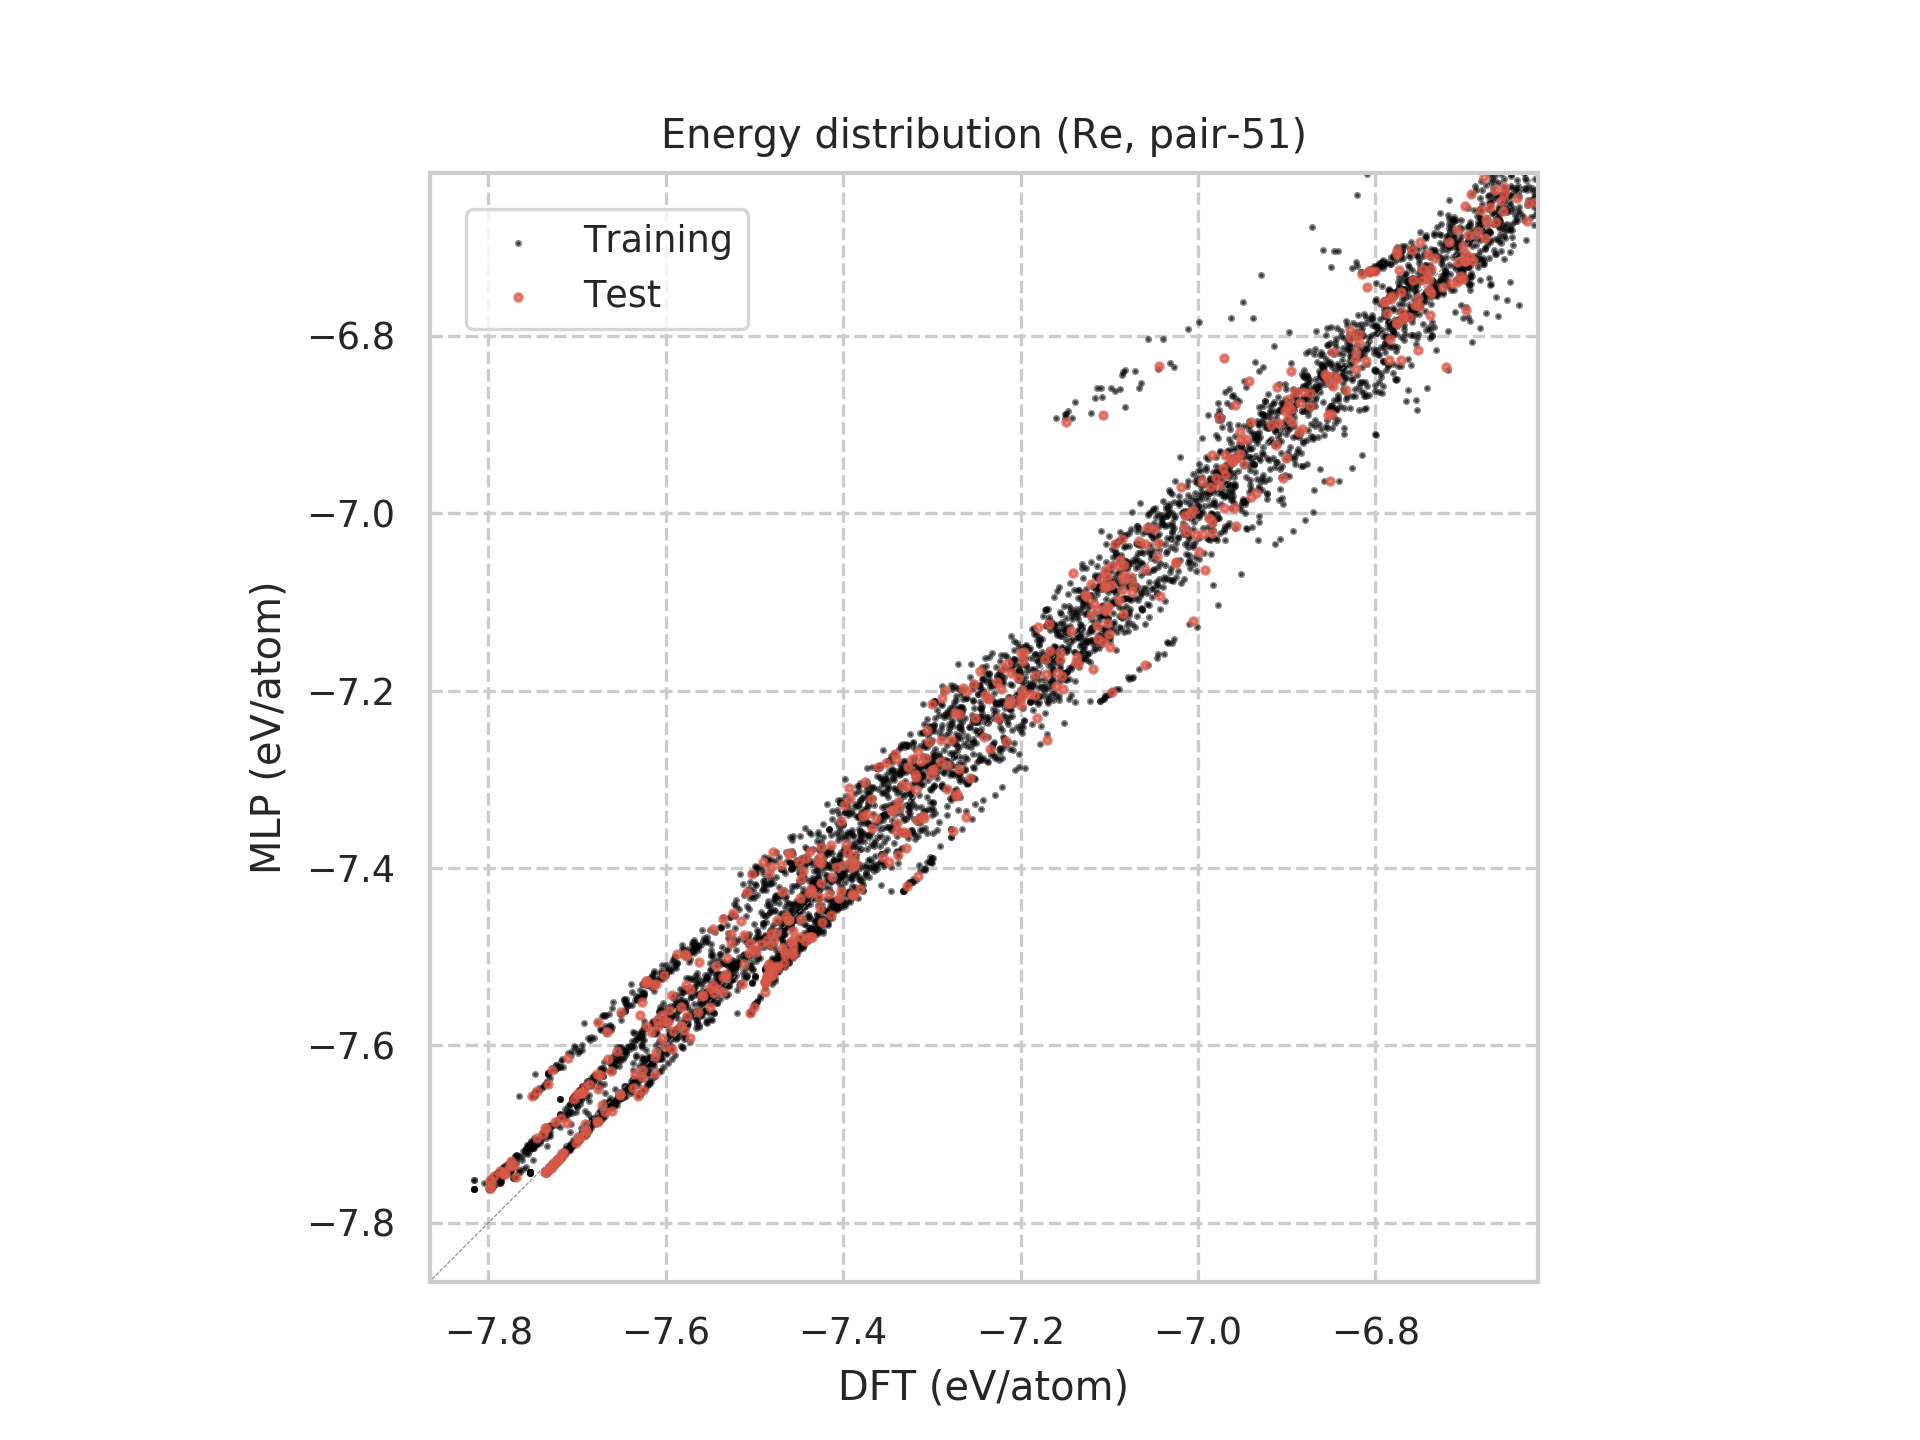 Energy distribution (Re, pair-51)
Training
Test
−6.8
−7.0
−7.2
−7.4
−7.6
−7.8
MLP (eV/atom)
−7.8 −7.6 −7.4 −7.2 −7.0 −6.8
DFT (eV/atom)